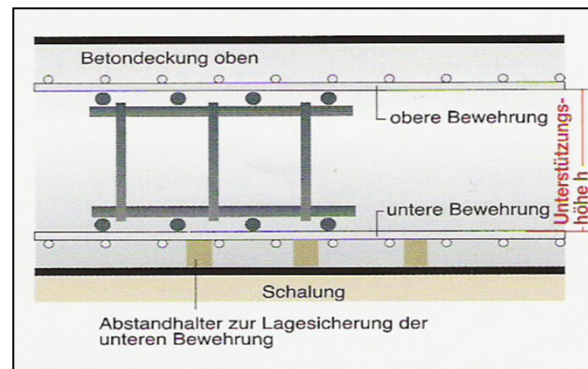 Betondeckung oben
obere Bewehrung
Unterstützungs-
höhe h
untere Bewehrung
Schalung
Abstandhalter zur Lagesicherung der
unteren Bewehrung